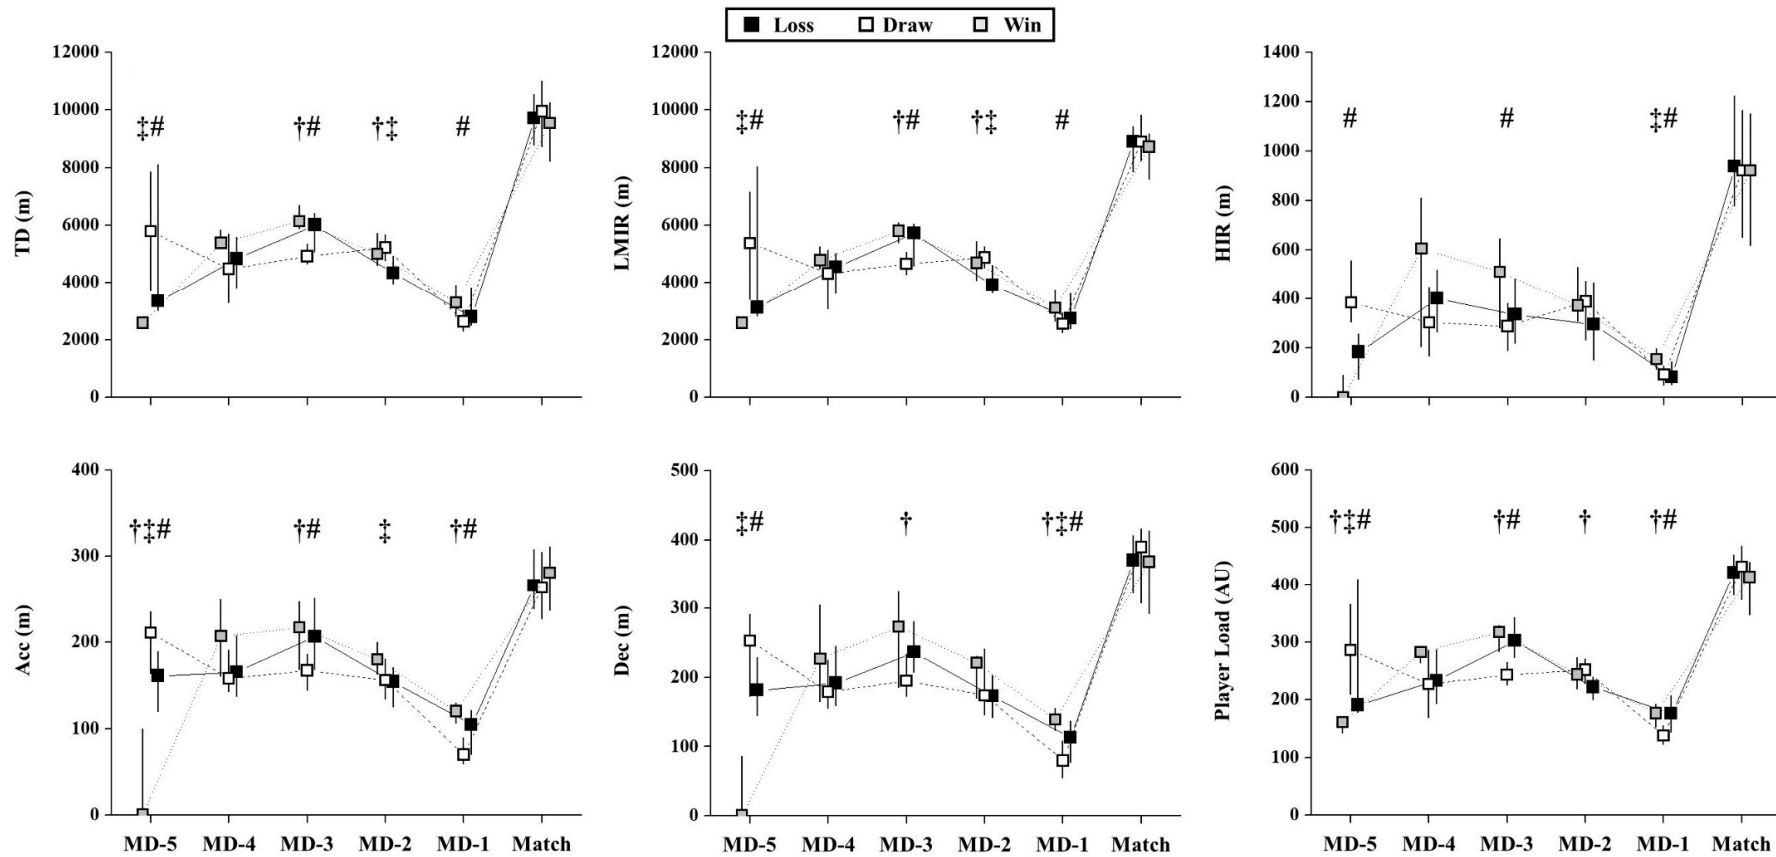 Loss Draw Win
TD (m)
12000
10000
8000
6000
4000
2000
0
‡# †# †‡ #
LMIR (m)
12000
10000
8000
6000
4000
2000
0
‡# †# †‡ #
HIR (m)
1400
1200
1000
800
600
400
200
0
# # ‡#
Acc (m)
400
300
200
100
0
†‡# †# ‡ †#
MD-5 MD-4 MD-3 MD-2 MD-1 Match
Dec (m)
500
400
300
200
100
0
‡# † †‡#
MD-5 MD-4 MD-3 MD-2 MD-1 Match
Player Load (AU)
600
500
400
300
200
100
0
†‡# †# † †#
MD-5 MD-4 MD-3 MD-2 MD-1 Match